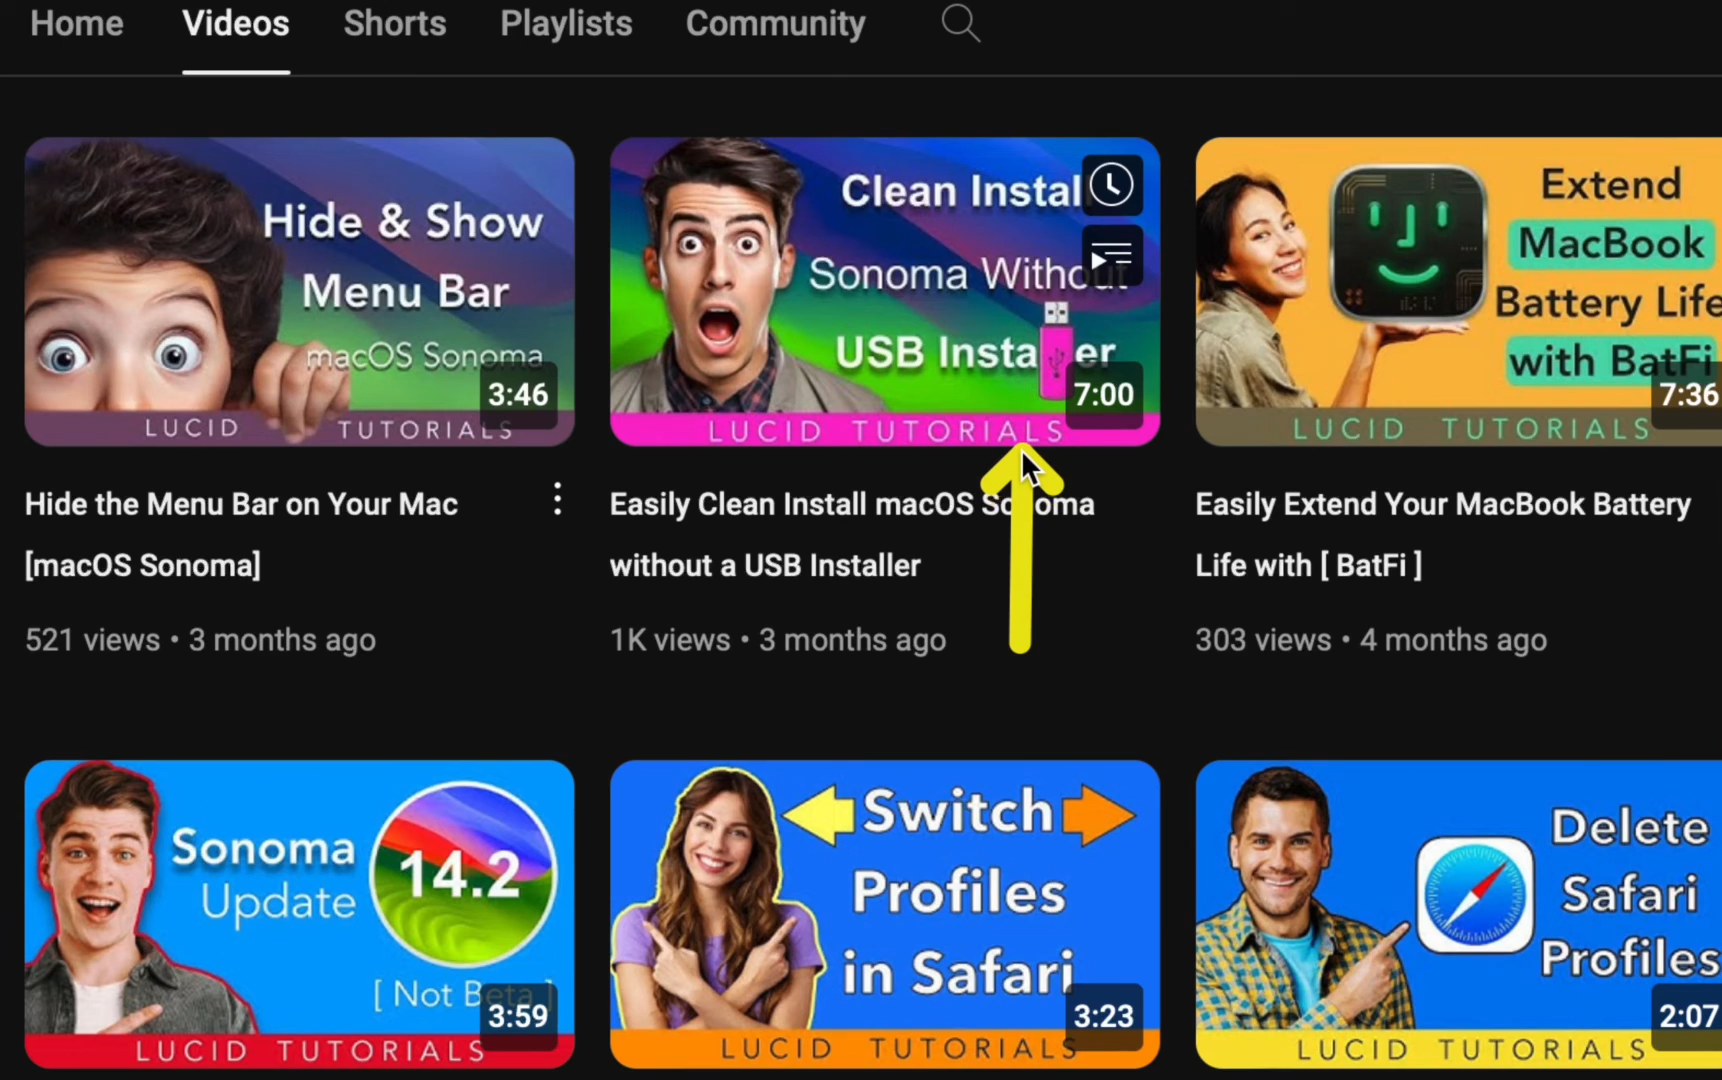 Home Videos Shorts Playlists Community
Hide & Show
Menu Bar
macOS Sonoma
3:46
LUCID TUTORIALS
Clean Instal
Sonoma Without
USB Installer
7:00
LUCID TUTORIALS
Extend
MacBook
Battery Life
with BatFi
7:36
LUCID TUTORIALS
Hide the Menu Bar on Your Mac
[macOS Sonoma]
521 views • 3 months ago
Easily Clean Install macOS Sonoma
without a USB Installer
1K views • 3 months ago
Easily Extend Your MacBook Battery
Life with [ BatFi ]
303 views • 4 months ago
Sonoma
Update
14.2
[ Not Beta ]
3:59
LUCID TUTORIALS
Switch
Profiles
in Safari
3:23
LUCID TUTORIALS
Delete
Safari
Profiles
2:07
LUCID TUTORIALS